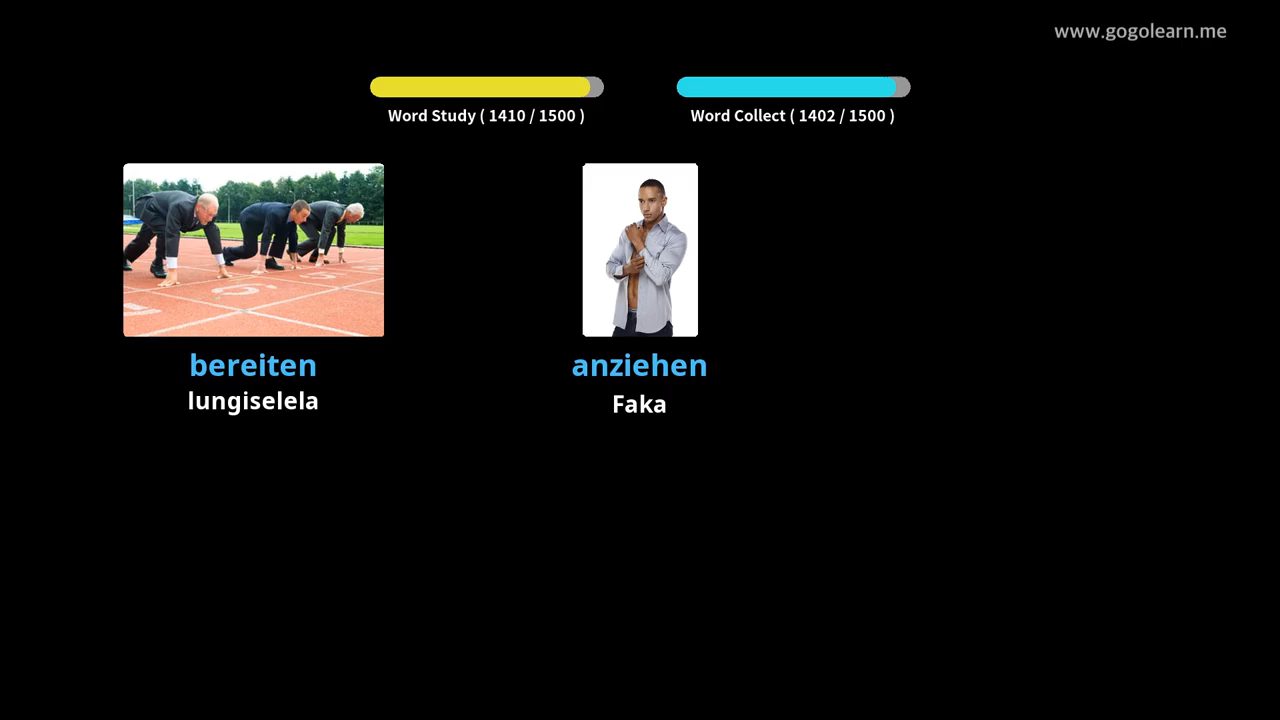 www.gogolearn.me
Word Study ( 1410 / 1500 )
Word Collect ( 1402 / 1500 )
bereiten
lungiselela
anziehen
Faka